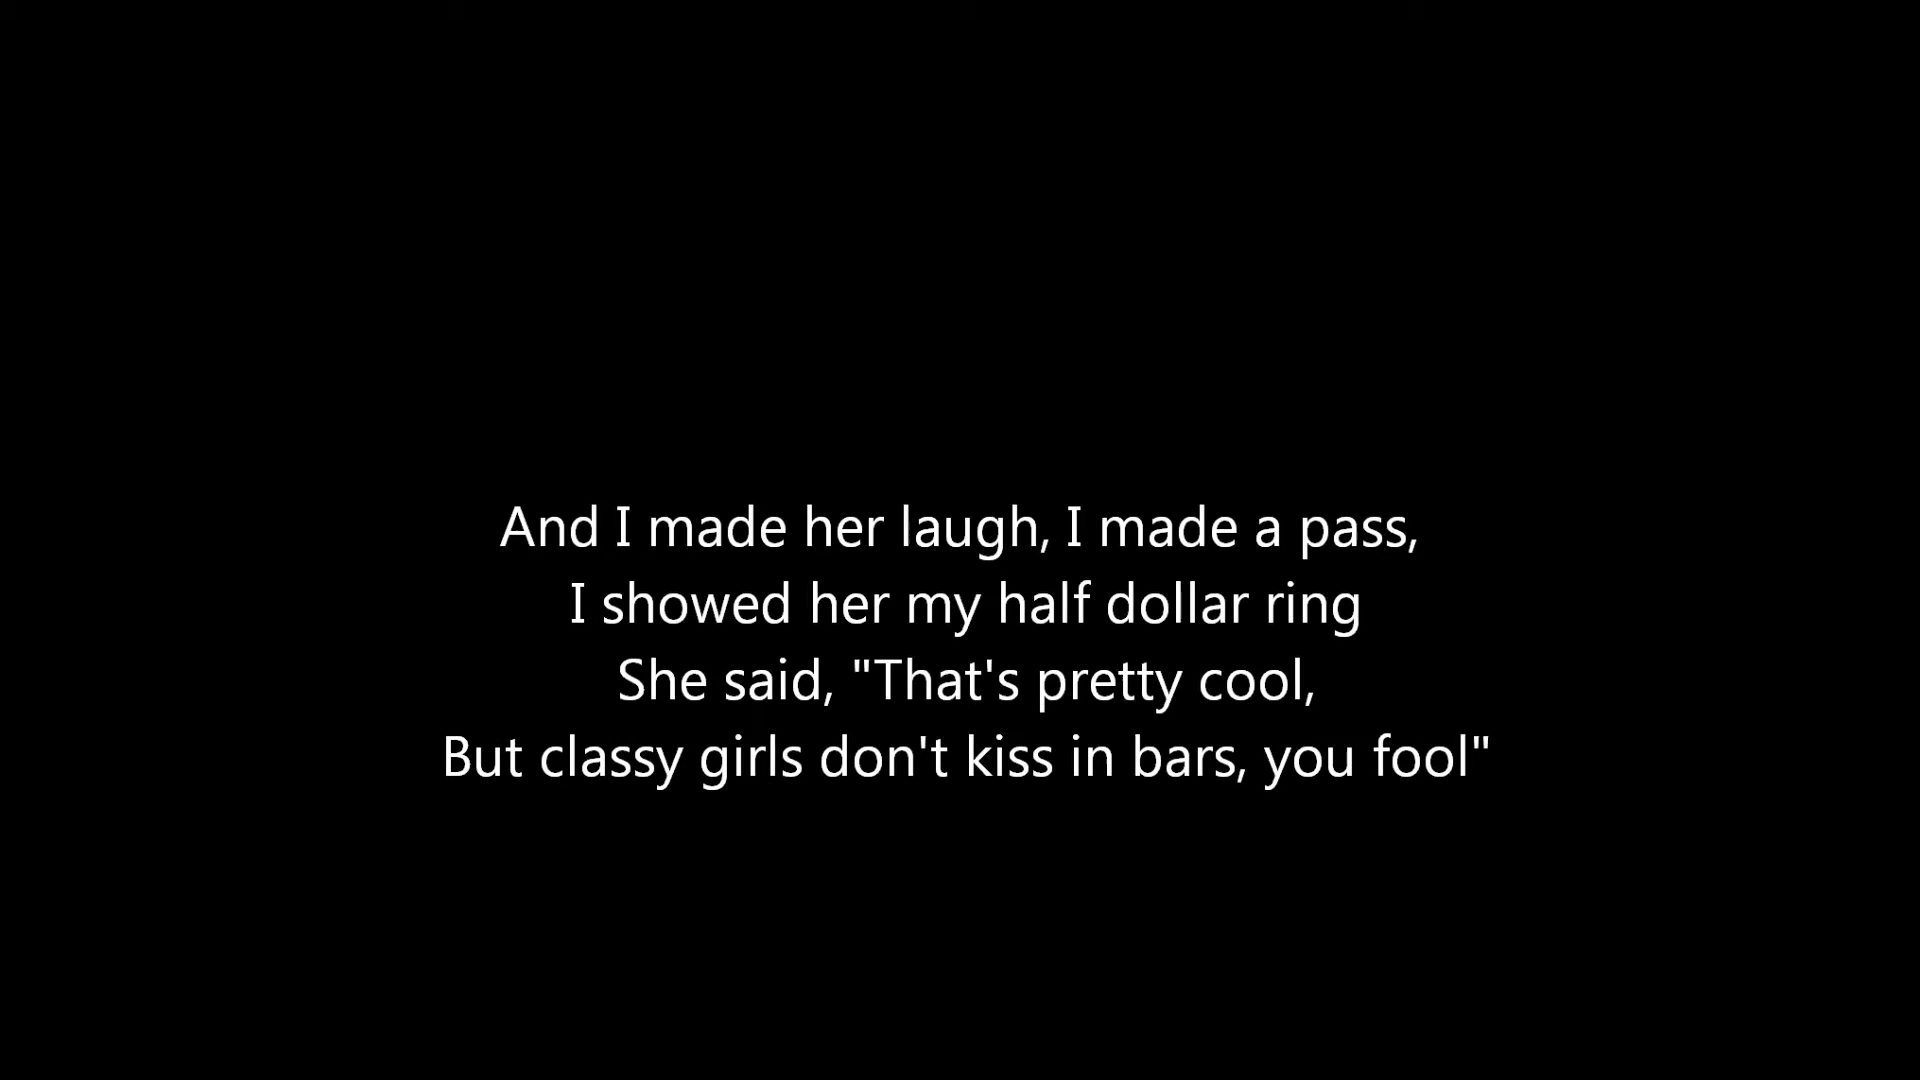 And I made her laugh, I made a pass,
I showed her my half dollar ring
She said, "That's pretty cool,
But classy girls don't kiss in bars, you fool"